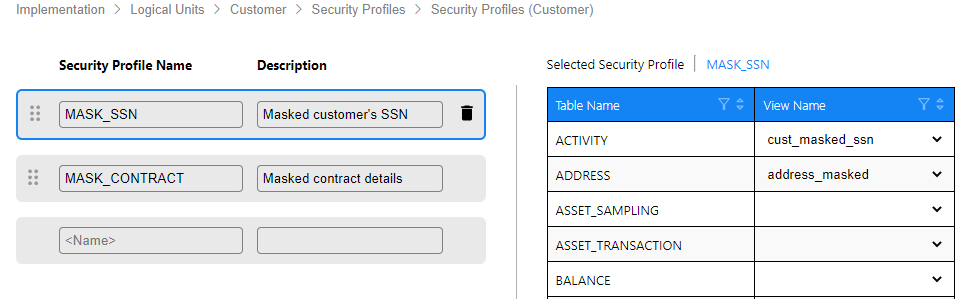 Implementation > Logical Units > Customer > Security Profiles > Security Profiles (Customer)
Security Profile Name Description
MASK_SSN Masked customer's SSN
MASK_CONTRACT Masked contract details
<Name>
Selected Security Profile | MASK_SSN
Table Name View Name
ACTIVITY cust_masked_ssn
ADDRESS address_masked
ASSET_SAMPLING
ASSET_TRANSACTION
BALANCE